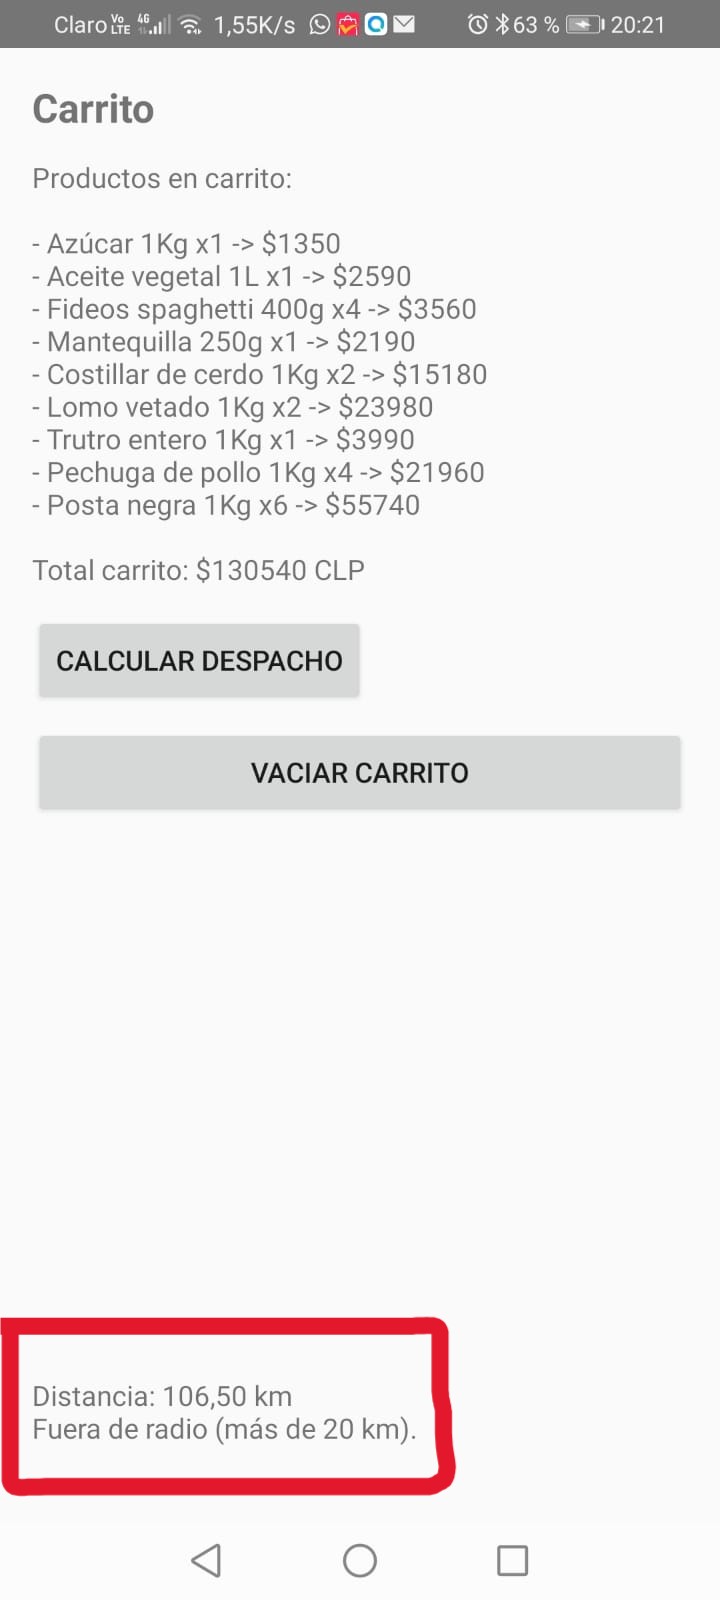 Claro Vo LTE 4G 1,55K/s 63 % 20:21
Carrito
Productos en carrito:
- Azúcar 1Kg x1 -> $1350
- Aceite vegetal 1L x1 -> $2590
- Fideos spaghetti 400g x4 -> $3560
- Mantequilla 250g x1 -> $2190
- Costillar de cerdo 1Kg x2 -> $15180
- Lomo vetado 1Kg x2 -> $23980
- Trutro entero 1Kg x1 -> $3990
- Pechuga de pollo 1Kg x4 -> $21960
- Posta negra 1Kg x6 -> $55740
Total carrito: $130540 CLP
CALCULAR DESPACHO
VACIAR CARRITO
Distancia: 106,50 km
Fuera de radio (más de 20 km).